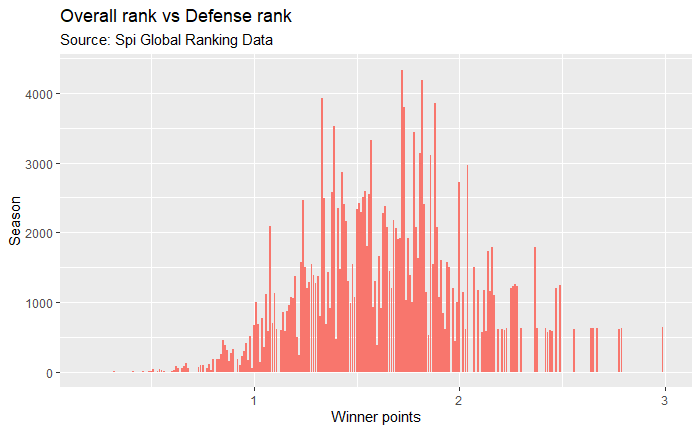 Overall rank vs Defense rank
Source: Spi Global Ranking Data
4000
3000
2000
1000
0
Season
1
2
3
Winner points